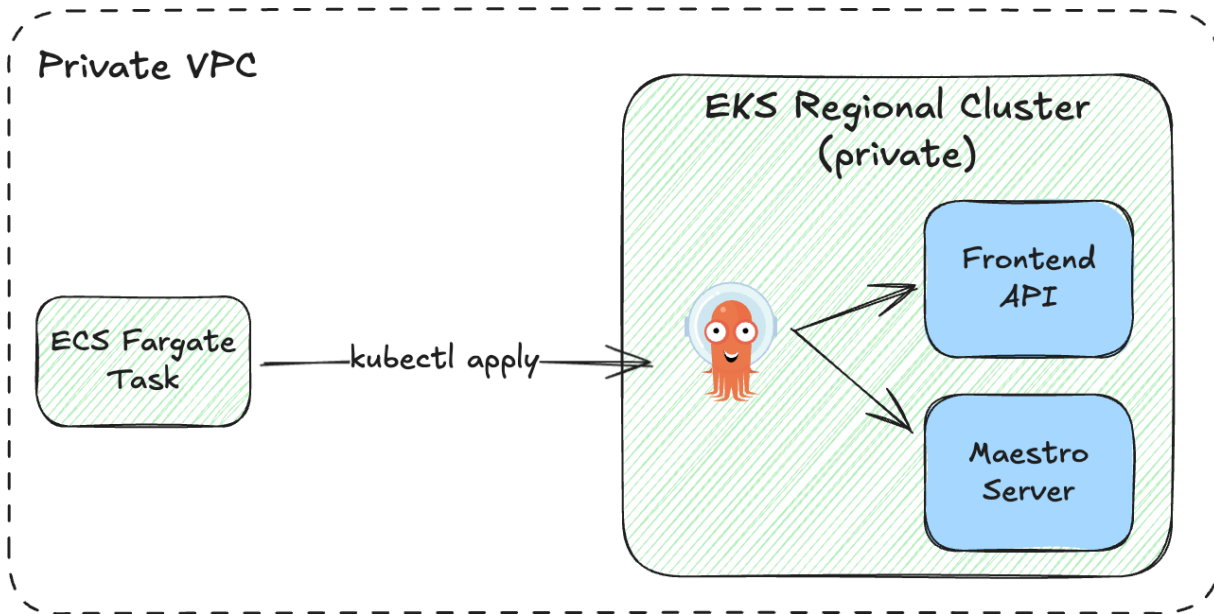 Private VPC
EKS Regional Cluster
(private)
Frontend
API
ECS Fargate
Task
kubectl apply
Maestro
Server